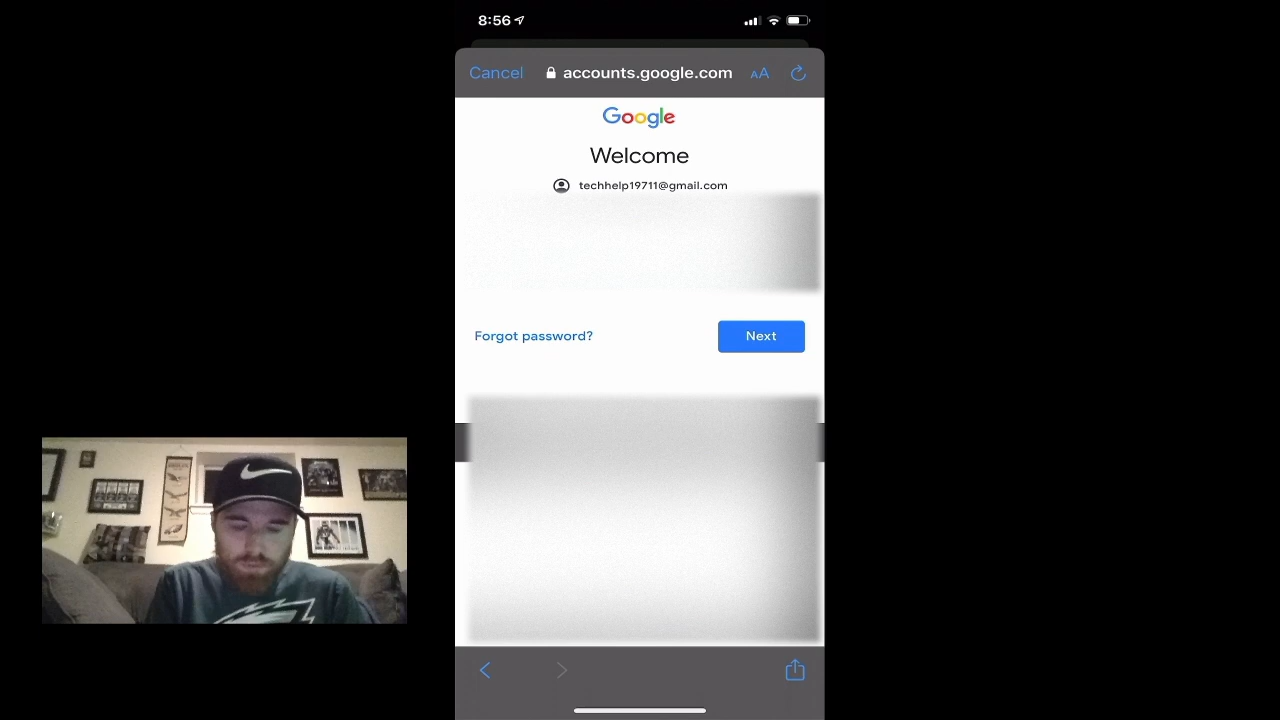 8:56
Cancel
accounts.google.com
AA
Google
Welcome
techhelp19711@gmail.com
Forgot password?
Next